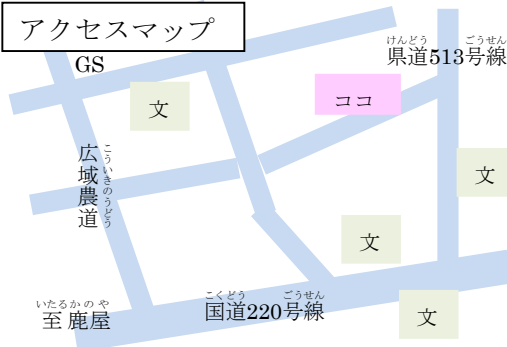 アクセスマップ
GS
けんどう ごうせん
県道513号線
文
ココ
こういきのうどう
広域農道
文
文
いたるかのや
至鹿屋
こくどう ごうせん
国道220号線
文